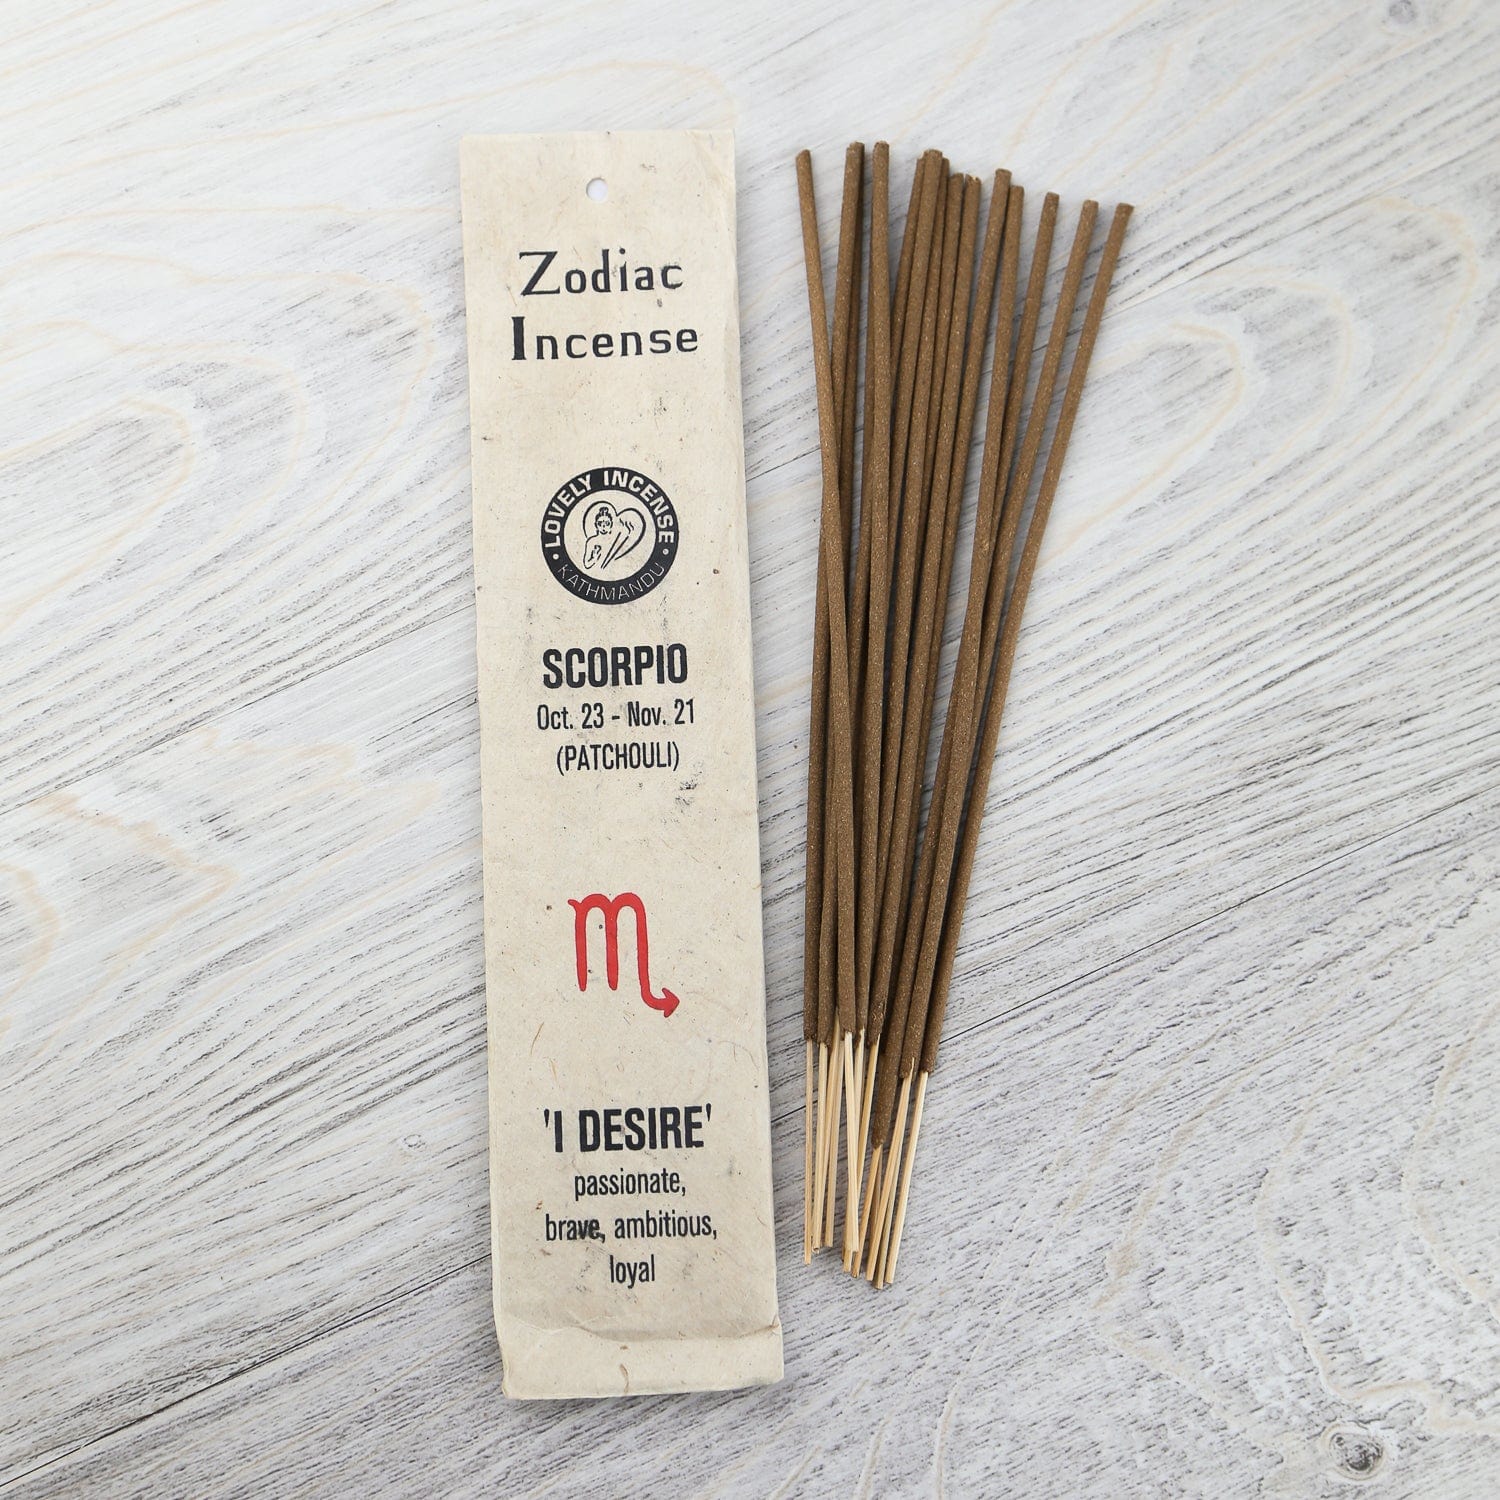 Zodiac
Incense
LOVELY INCENSE
• KATHMANDU •
SCORPIO
Oct. 23 - Nov. 21
(PATCHOULI)
♏
'I DESIRE'
passionate,
brave, ambitious,
loyal